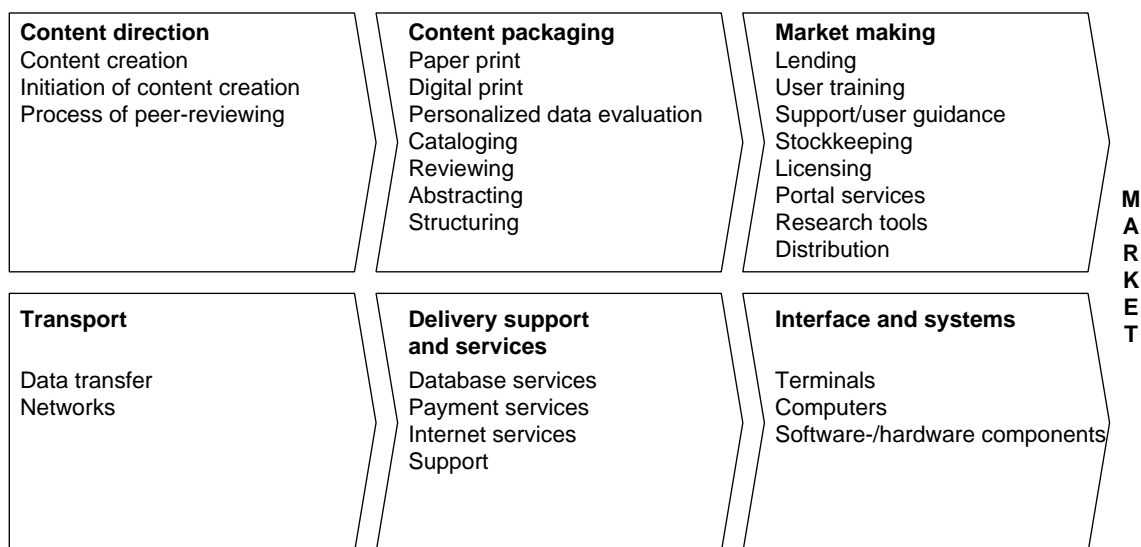 Content direction
Content creation
Initiation of content creation
Process of peer-reviewing
Content packaging
Paper print
Digital print
Personalized data evaluation
Cataloging
Reviewing
Abstracting
Structuring
Market making
Lending
User training
Support/user guidance
Stockkeeping
Licensing
Portal services
Research tools
Distribution
Transport
Data transfer
Networks
Delivery support
and services
Database services
Payment services
Internet services
Support
Interface and systems
Terminals
Computers
Software-/hardware components
M
A
R
K
E
T